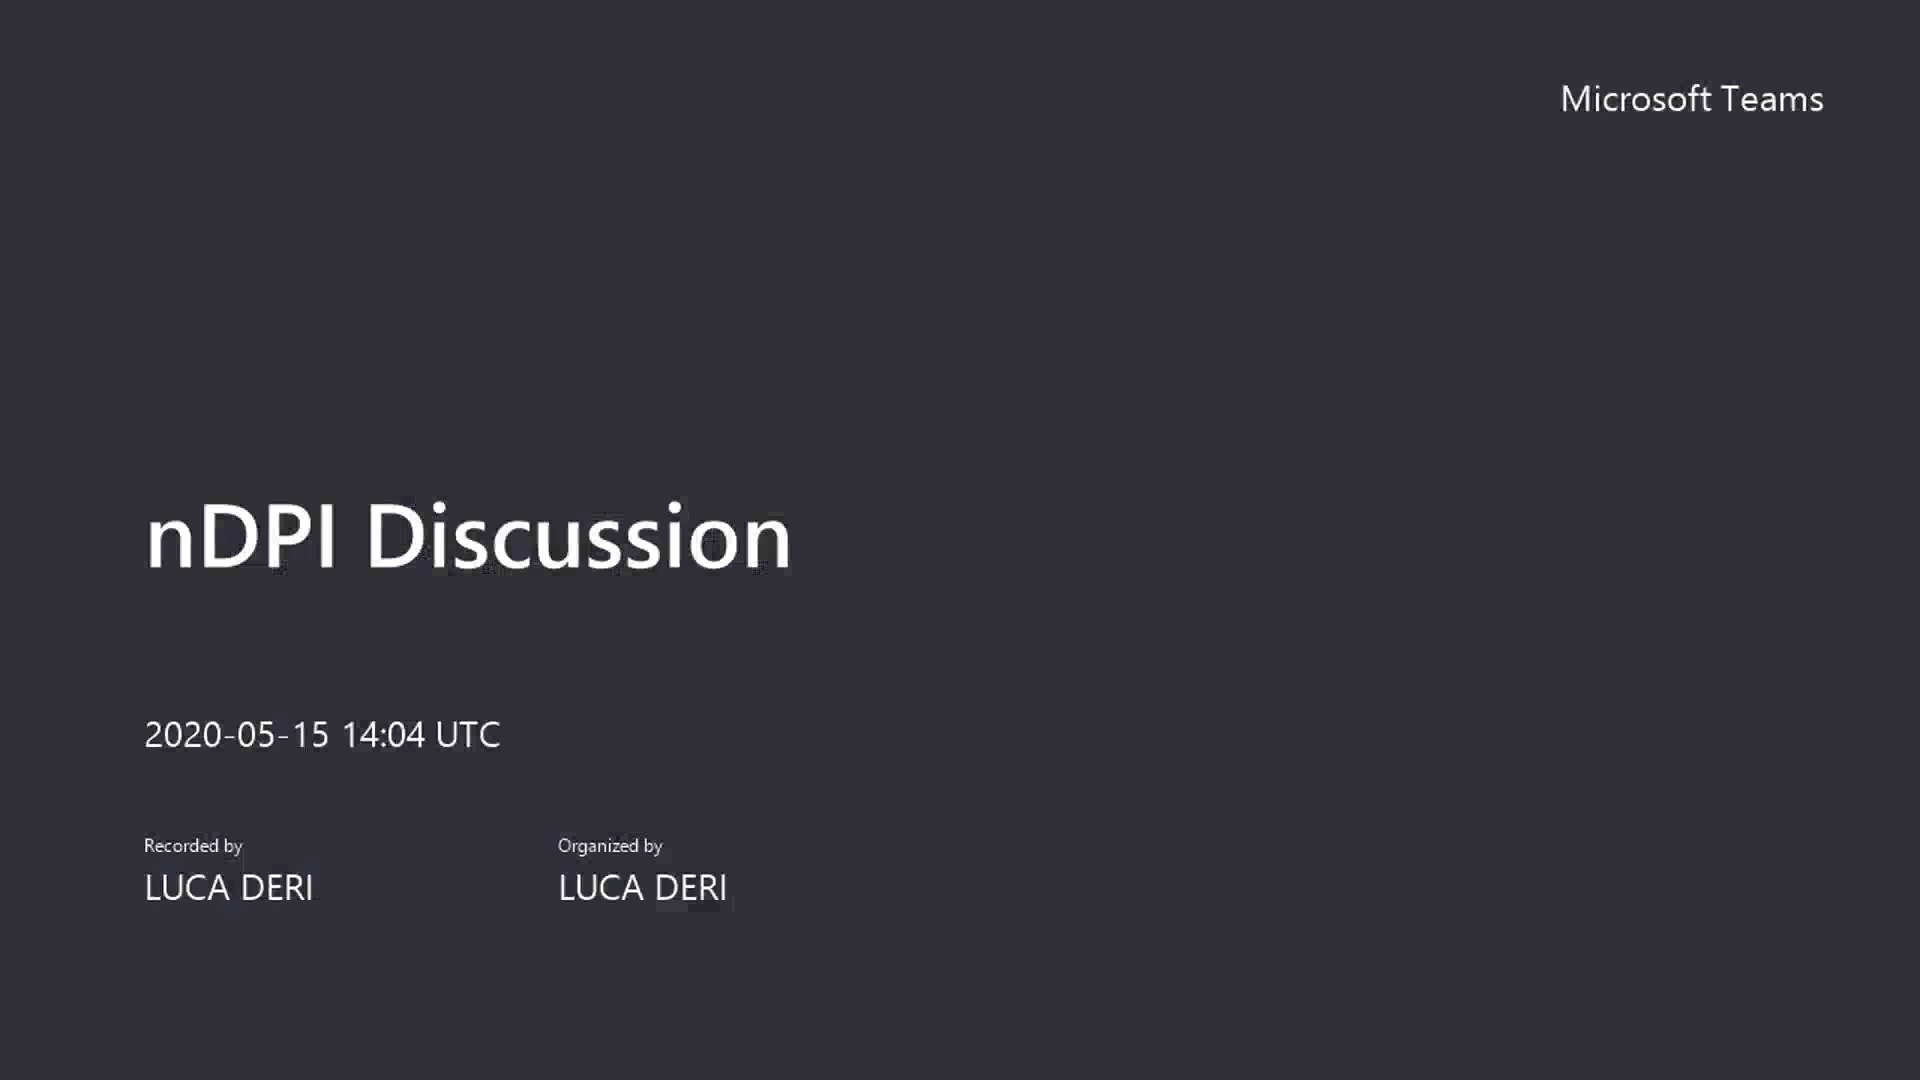 Microsoft Teams
nDPI Discussion
2020-05-15 14:04 UTC
Recorded by
LUCA DERI
Organized by
LUCA DERI